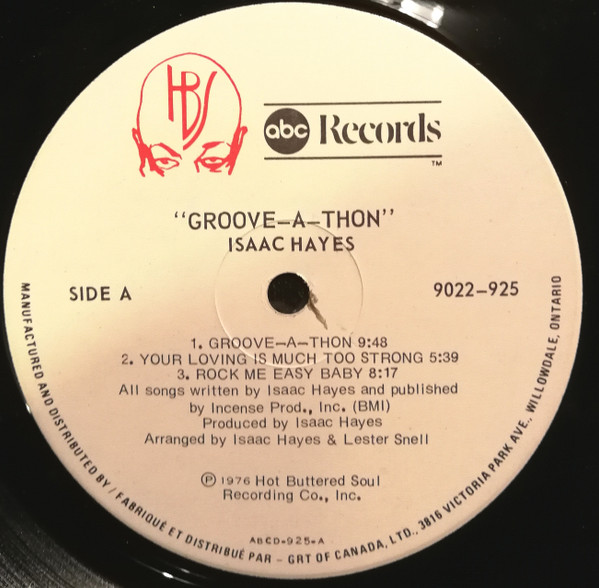 HBS
abc Records
TM
"GROOVE-A-THON"
ISAAC HAYES
SIDE A
9022-925
1. GROOVE-A-THON 9:48
2. YOUR LOVING IS MUCH TOO STRONG 5:39
3. ROCK ME EASY BABY 8:17
All songs written by Isaac Hayes and published
by Incense Prod., Inc. (BMI)
Produced by Isaac Hayes
Arranged by Isaac Hayes & Lester Snell
℗ 1976 Hot Buttered Soul
Recording Co., Inc.
ABCD-925-A
MANUFACTURED AND DISTRIBUTED BY / FABRIQUÉ ET DISTRIBUÉ PAR - GRT OF CANADA, LTD., 3816 VICTORIA PARK AVE., WILLOWDALE, ONTARIO